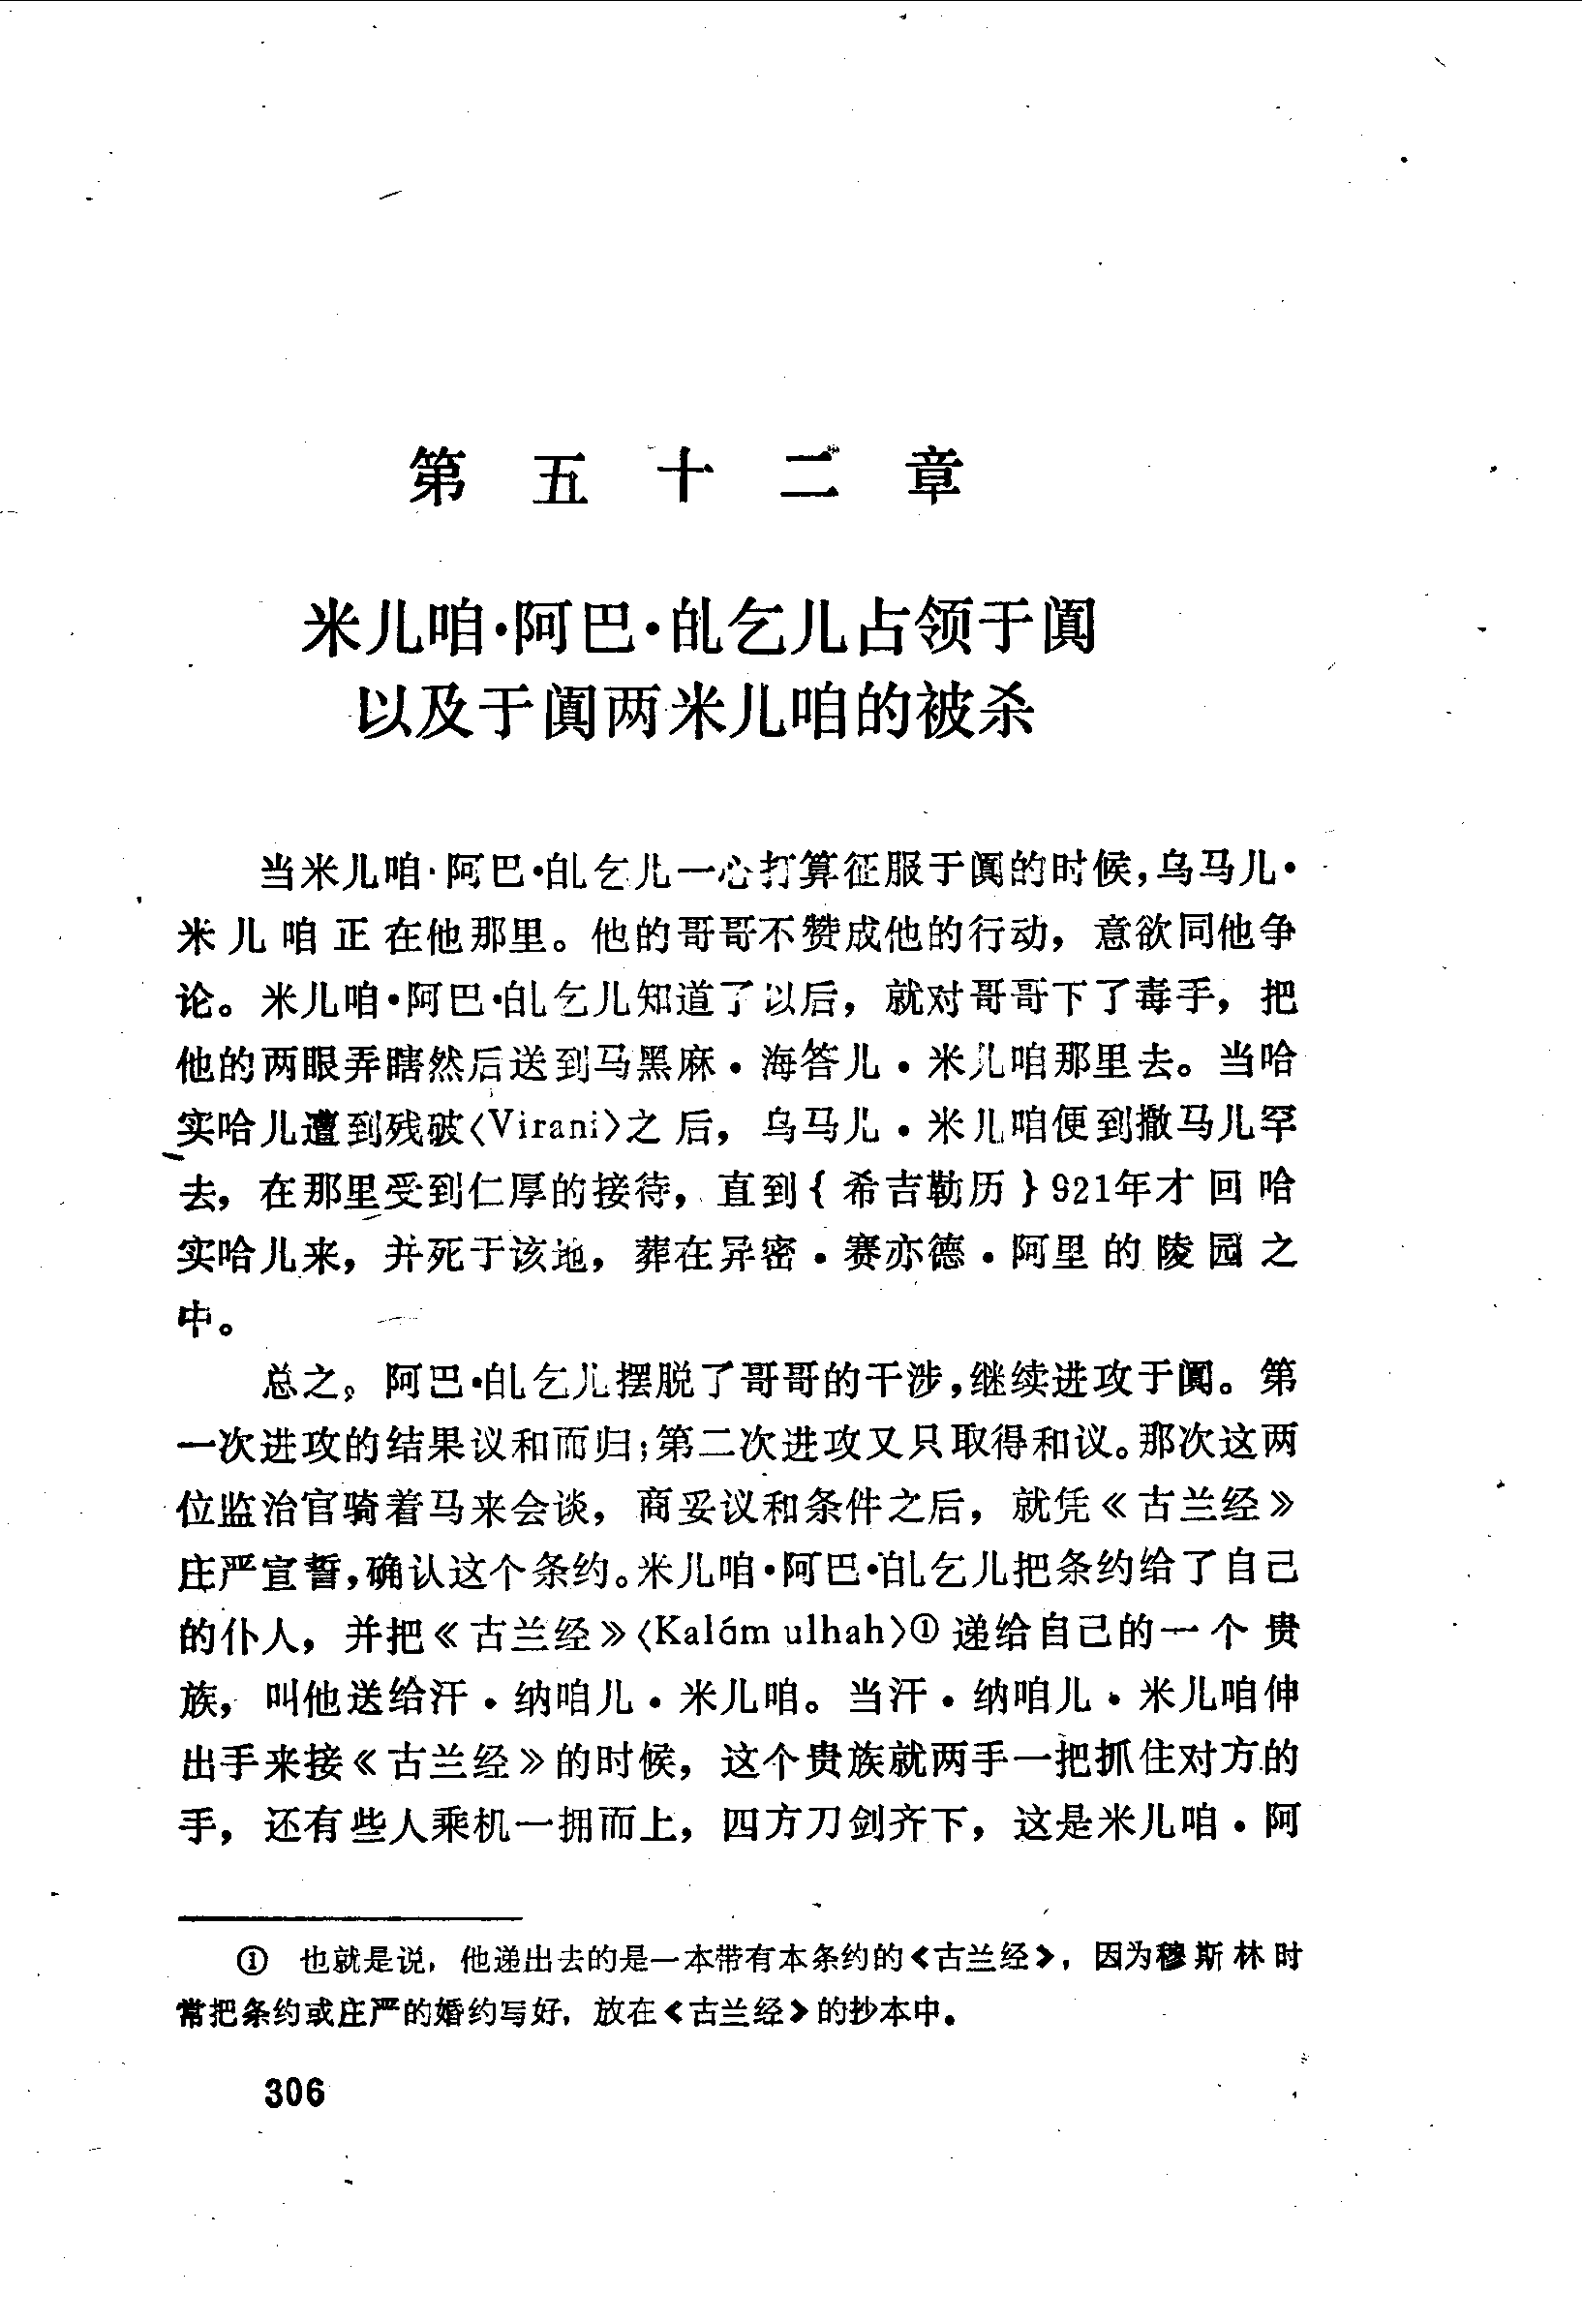 第五十二章
米儿咱·阿巴·癿乞儿占领于阗
以及于阗两米儿咱的被杀
当米儿咱·阿巴·癿乞儿一心打算征服于阗的时候，乌马儿·
米儿咱正在他那里。他的哥哥不赞成他的行动，意欲同他争
论。米儿咱·阿巴·癿乞儿知道了以后，就对哥哥下了毒手，把
他的两眼弄瞎然后送到马黑麻·海答儿·米儿咱那里去。当哈
实哈儿遭到残破〈Virani〉之后，乌马儿·米儿咱便到撒马儿罕
去，在那里受到仁厚的接待，直到{希吉勒历}921年才回哈
实哈儿来，并死于该地，葬在异密·赛亦德·阿里的陵园之
中。
总之，阿巴·癿乞儿摆脱了哥哥的干涉，继续进攻于阗。第
一次进攻的结果议和而归；第二次进攻又只取得和议。那次这两
位监治官骑着马来会谈，商妥议和条件之后，就凭《古兰经》
庄严宣誓，确认这个条约。米儿咱·阿巴·癿乞儿把条约给了自己
的仆人，并把《古兰经》〈Kalám ulhah〉①递给自己的一个贵
族，叫他送给汗·纳咱儿·米儿咱。当汗·纳咱儿·米儿咱伸
出手来接《古兰经》的时候，这个贵族就两手一把抓住对方的
手，还有些人乘机一拥而上，四方刀剑齐下，这是米儿咱·阿
① 也就是说，他递出去的是一本带有本条约的《古兰经》，因为穆斯林时
常把条约或庄严的婚约写好，放在《古兰经》的抄本中。
306